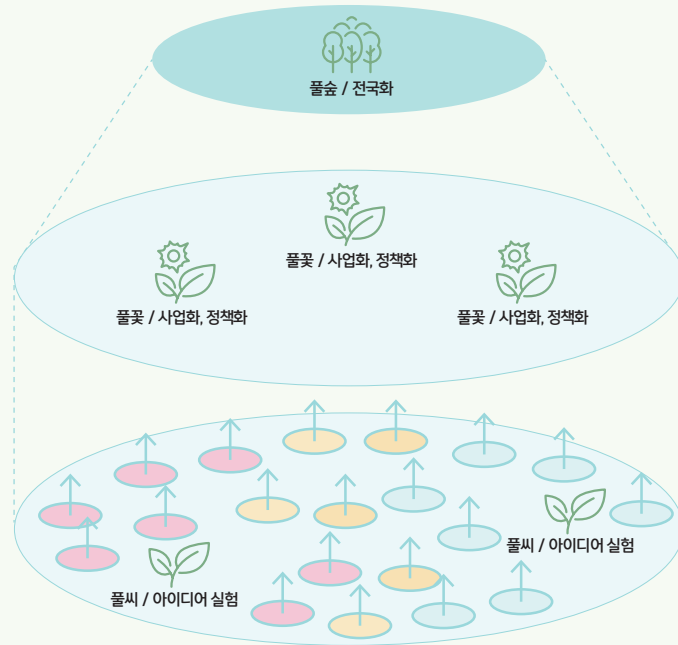 풀숲 / 전국화
풀꽃 / 사업화, 정책화
풀꽃 / 사업화, 정책화
풀꽃 / 사업화, 정책화
풀씨 / 아이디어 실험
풀씨 / 아이디어 실험